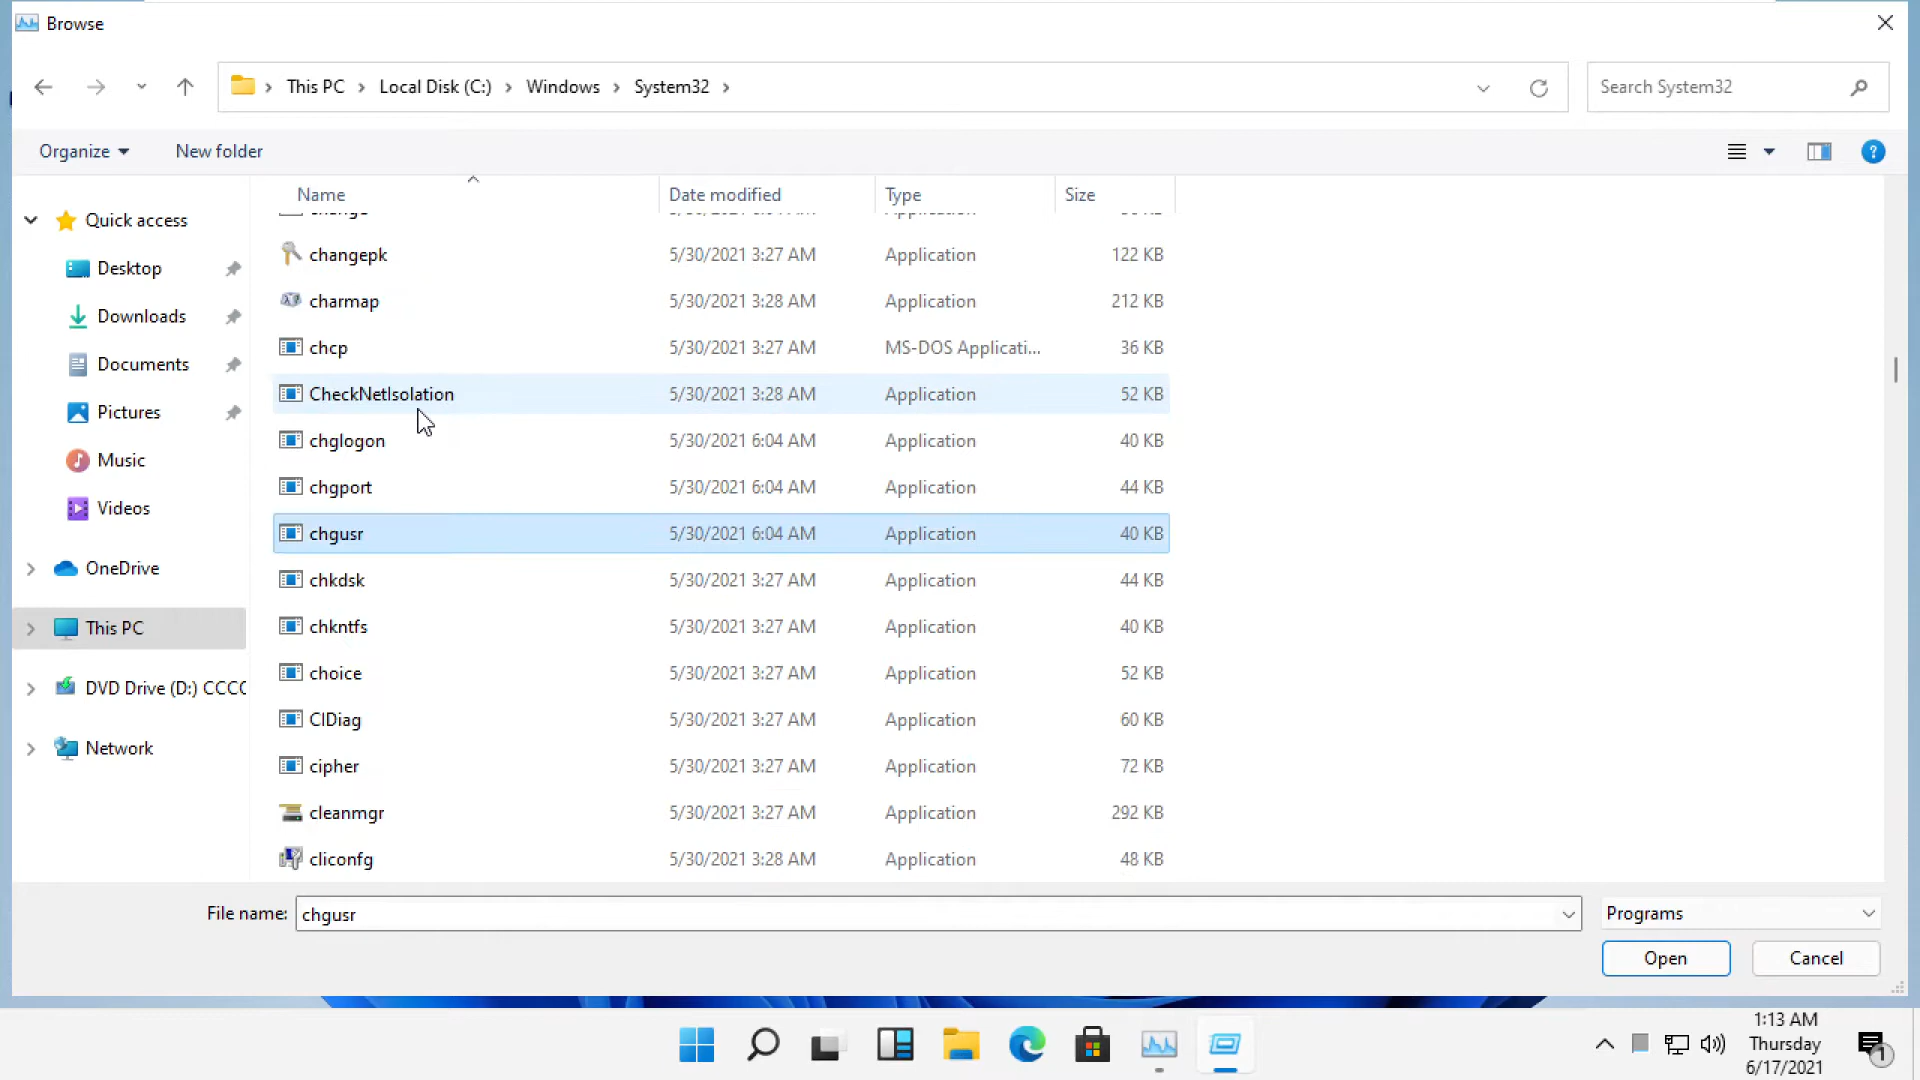 Browse
This PC > Local Disk (C:) > Windows > System32 >
Search System32
Organize
New folder
Name
Date modified
Type
Size
Quick access
Desktop
Downloads
Documents
Pictures
Music
Videos
OneDrive
This PC
DVD Drive (D:) CCCC
Network
changepk 5/30/2021 3:27 AM Application 122 KB
charmap 5/30/2021 3:28 AM Application 212 KB
chcp 5/30/2021 3:27 AM MS-DOS Applicati... 36 KB
CheckNetIsolation 5/30/2021 3:28 AM Application 52 KB
chglogon 5/30/2021 6:04 AM Application 40 KB
chgport 5/30/2021 6:04 AM Application 44 KB
chgusr 5/30/2021 6:04 AM Application 40 KB
chkdsk 5/30/2021 3:27 AM Application 44 KB
chkntfs 5/30/2021 3:27 AM Application 40 KB
choice 5/30/2021 3:27 AM Application 52 KB
CIDiag 5/30/2021 3:27 AM Application 60 KB
cipher 5/30/2021 3:27 AM Application 72 KB
cleanmgr 5/30/2021 3:27 AM Application 292 KB
cliconfg 5/30/2021 3:28 AM Application 48 KB
File name: chgusr
Programs
Open
Cancel
1:13 AM
Thursday
6/17/2021
1